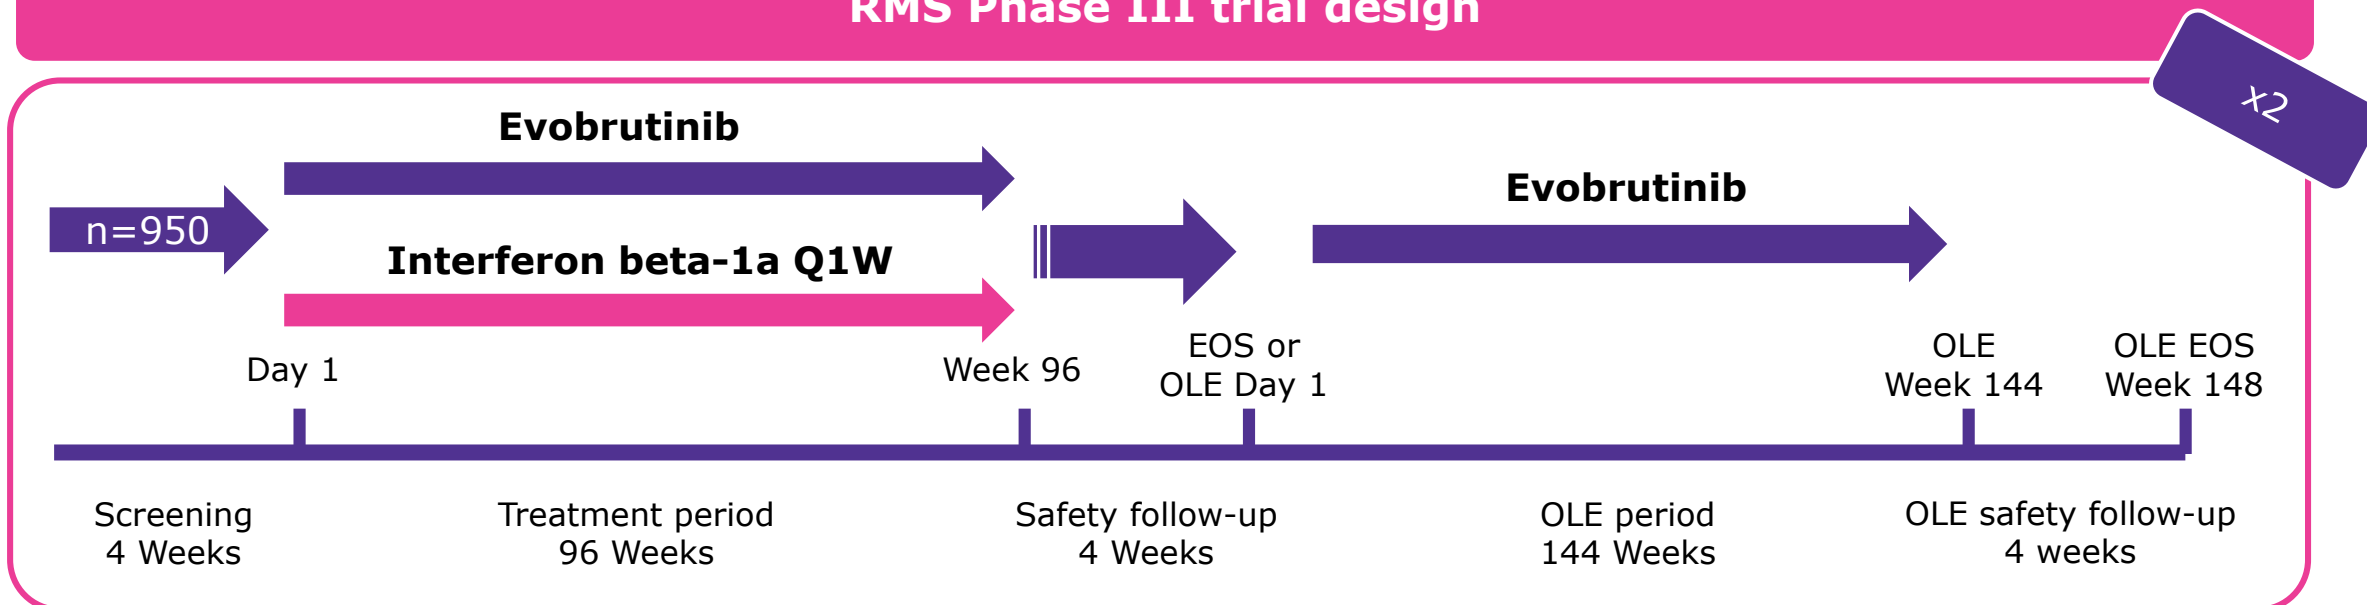 RMS Phase III trial design
x2
Evobrutinib
Evobrutinib
n=950
Interferon beta-1a Q1W
Day 1
Week 96
EOS or
OLE Day 1
OLE
Week 144
OLE EOS
Week 148
Screening
4 Weeks
Treatment period
96 Weeks
Safety follow-up
4 Weeks
OLE period
144 Weeks
OLE safety follow-up
4 weeks